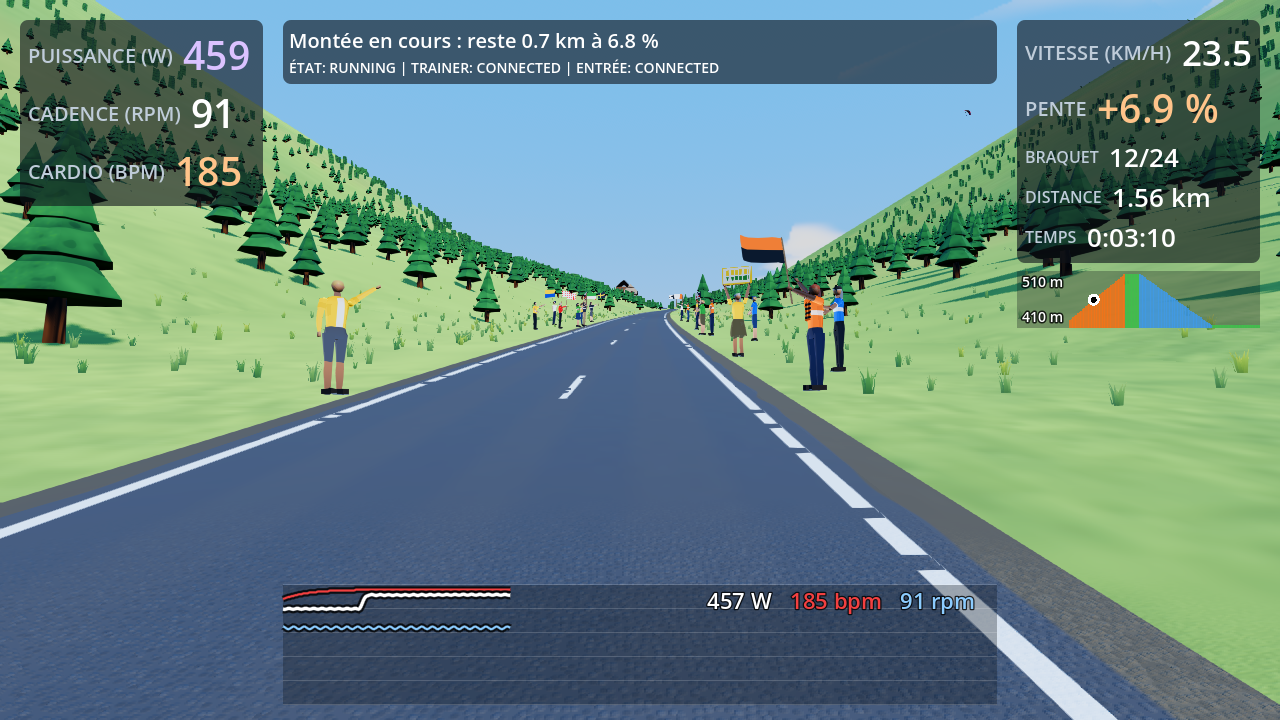 PUISSANCE (W) 459
CADENCE (RPM) 91
CARDIO (BPM) 185
Montée en cours : reste 0.7 km à 6.8 %
ÉTAT: RUNNING | TRAINER: CONNECTED | ENTRÉE: CONNECTED
VITESSE (KM/H) 23.5
PENTE +6.9 %
BRAQUET 12/24
DISTANCE 1.56 km
TEMPS 0:03:10
510 m
410 m
457 W 185 bpm 91 rpm